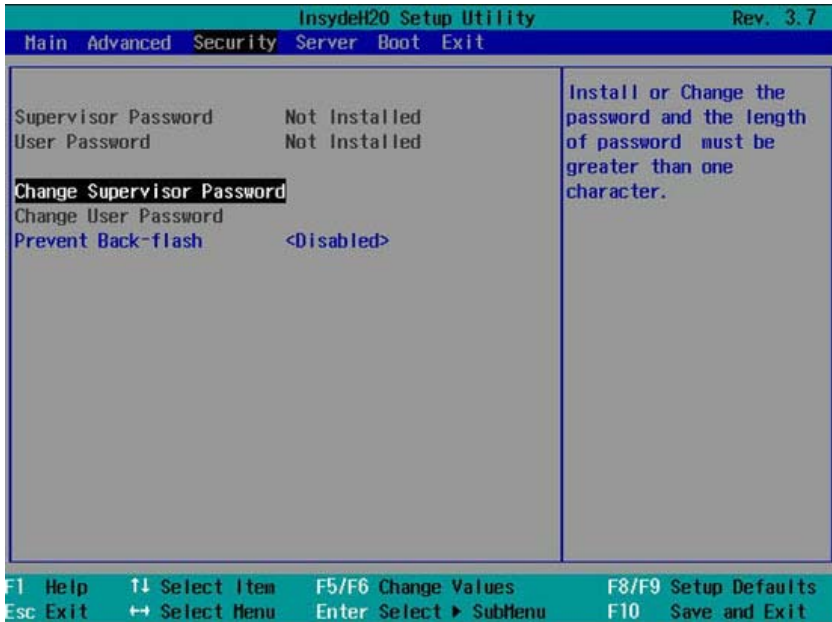 InsydeH20 Setup Utility Rev. 3.7
Main Advanced Security Server Boot Exit
Supervisor Password Not Installed
User Password Not Installed
Change Supervisor Password
Change User Password
Prevent Back-flash <Disabled>
Install or Change the
password and the length
of password must be
greater than one
character.
F1 Help ↑↓ Select Item F5/F6 Change Values F8/F9 Setup Defaults
Esc Exit ↔ Select Menu Enter Select ▶ SubMenu F10 Save and Exit